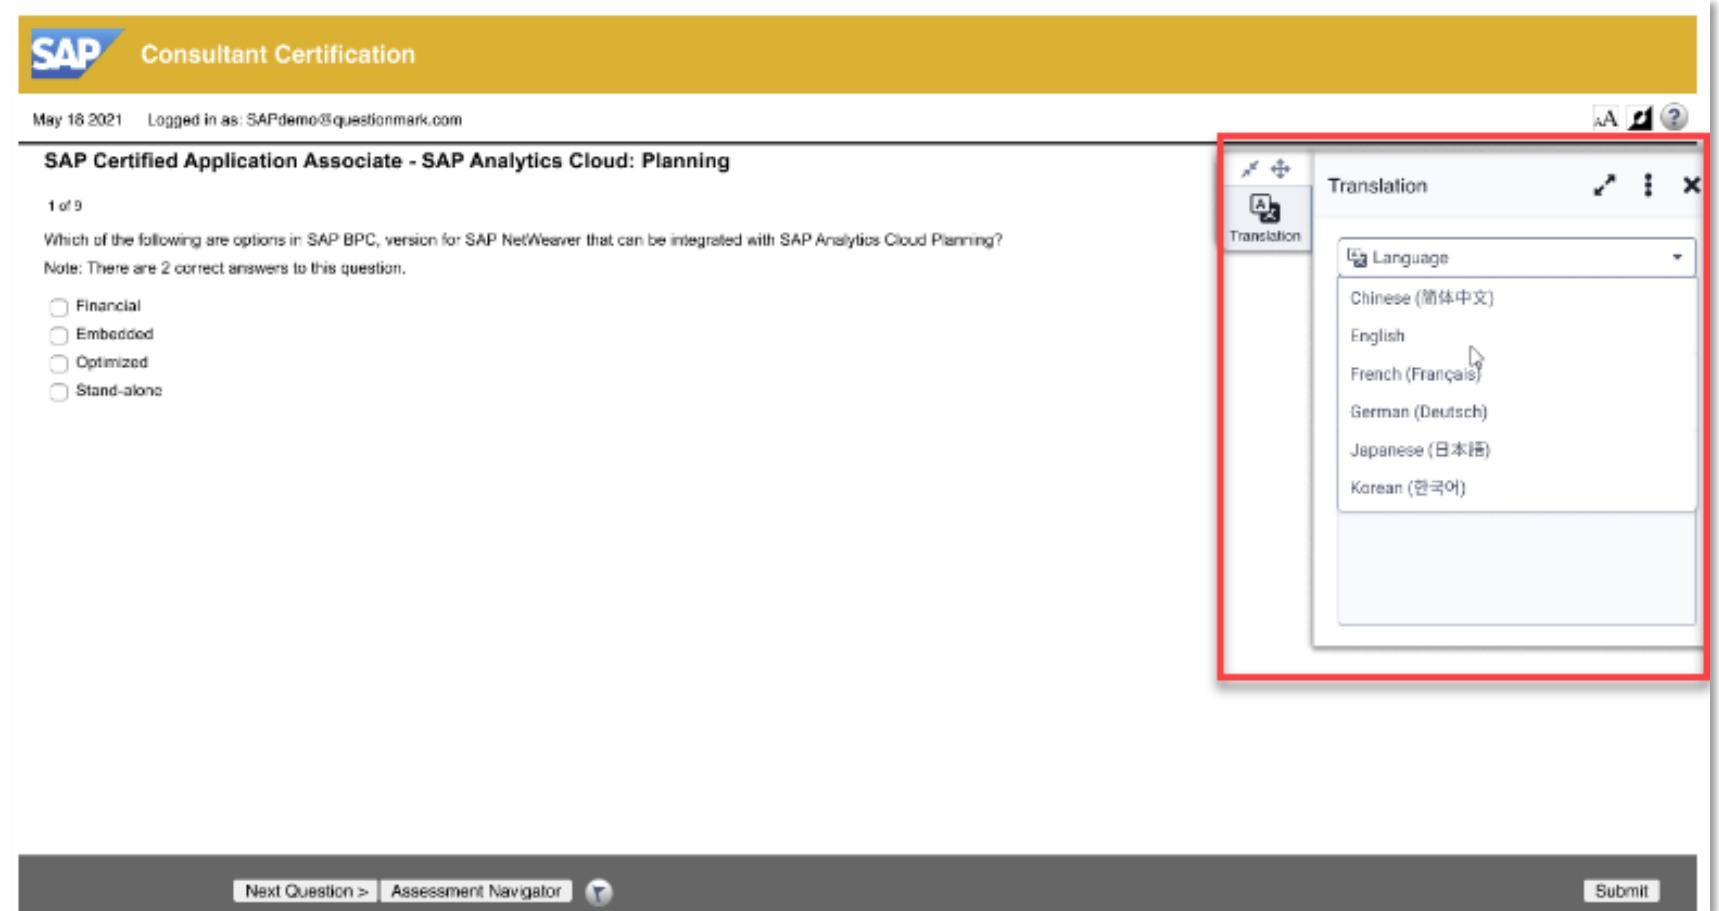 SAP Consultant Certification
May 18 2021 Logged in as: SAPdemo@questionmark.com
AA ?
SAP Certified Application Associate - SAP Analytics Cloud: Planning
1 of 9
Which of the following are options in SAP BPC, version for SAP NetWeaver that can be integrated with SAP Analytics Cloud Planning?
Note: There are 2 correct answers to this question.
Financial
Embedded
Optimized
Stand-alone
Translation
Translation
Language
Chinese (简体中文)
English
French (Français)
German (Deutsch)
Japanese (日本語)
Korean (한국어)
Next Question > Assessment Navigator
Submit